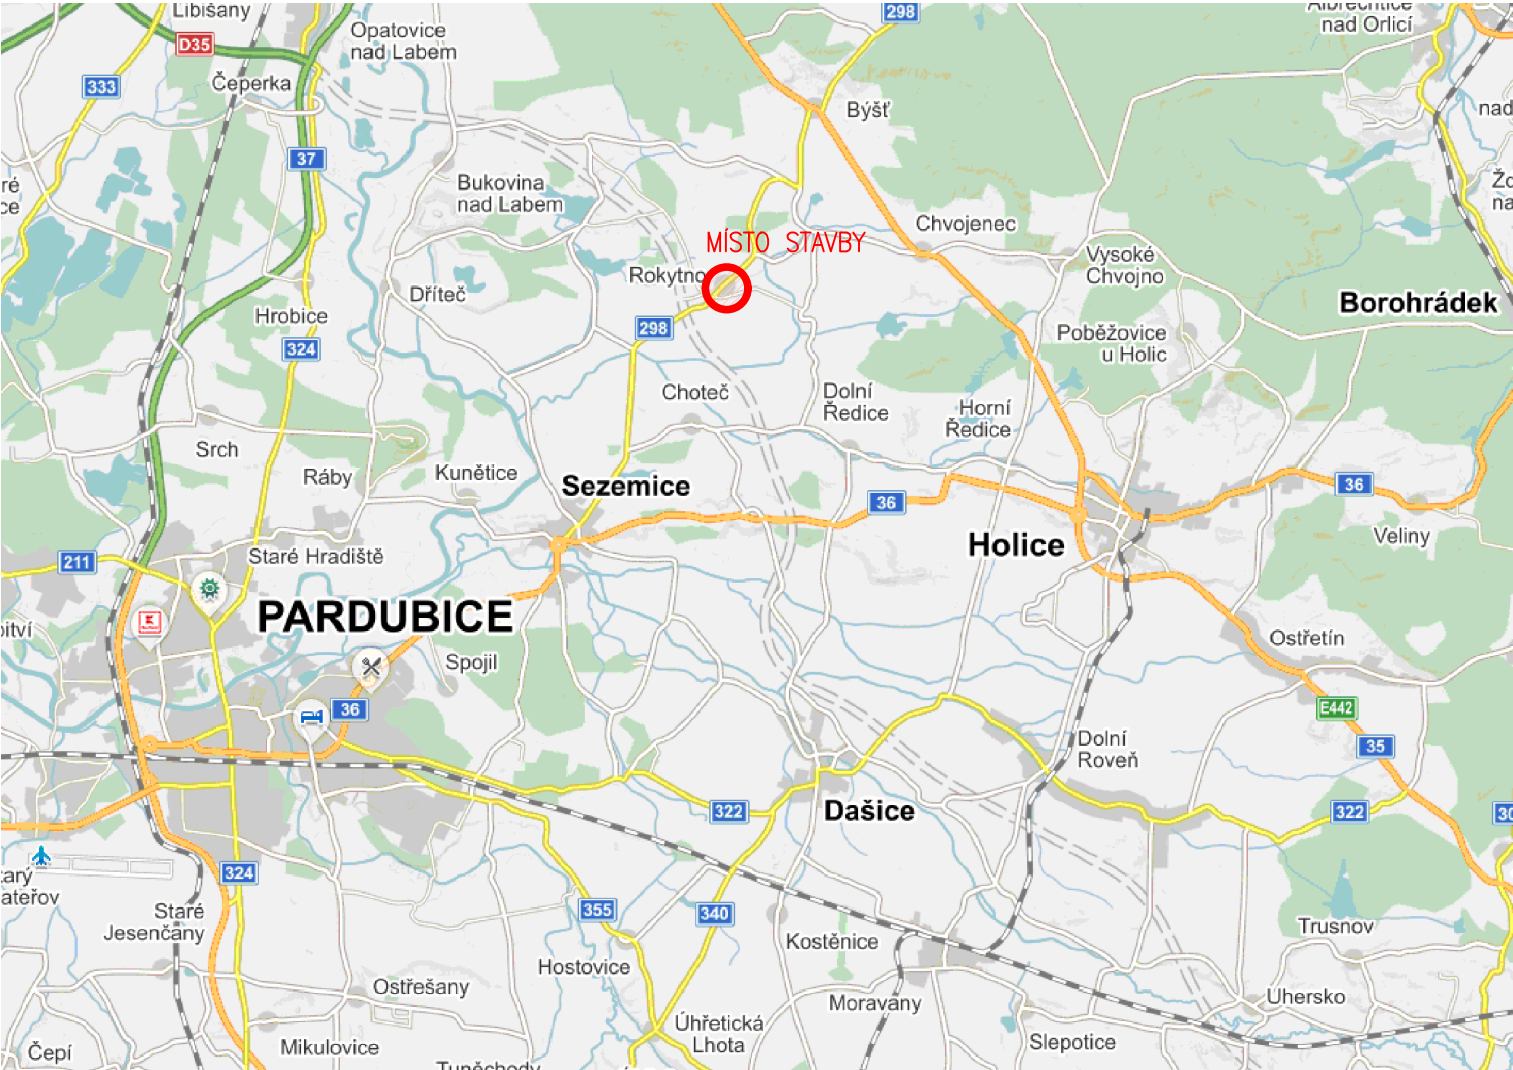 Libišany
298
Albrechtice
nad Orlicí
Opatovice
nad Labem
D35
333
Čeperka
Býšť
nad
37
Bukovina
nad Labem
Chvojenec
MÍSTO STAVBY
Vysoké
Chvojno
Rokytno
Dříteč
Borohrádek
Hrobice
298
Poběžovice
u Holic
324
Choteč
Dolní
Ředice
Horní
Ředice
Srch
Ráby
Kunětice
Sezemice
36
36
Veliny
Holice
Staré Hradiště
211
PARDUBICE
Ostřetín
Spojil
36
E442
35
Dolní
Roveň
322
Dašice
322
324
Staré
Jesenčany
355
340
Kostěnice
Trusnov
Hostovice
Ostřešany
Moravany
Uhersko
Úhřetická
Lhota
Slepotice
Čepí
Mikulovice
Tuněchody